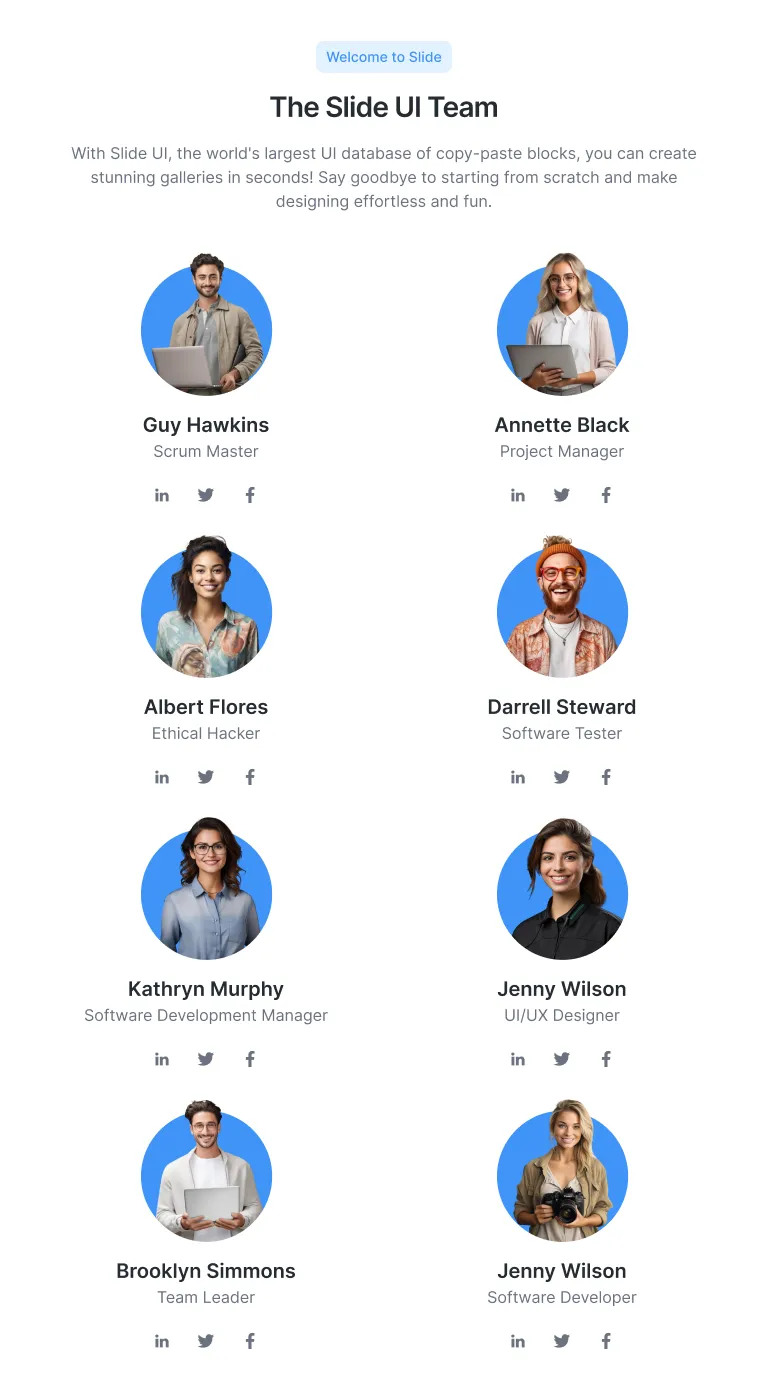 Welcome to Slide
The Slide UI Team
With Slide UI, the world's largest UI database of copy-paste blocks, you can create
stunning galleries in seconds! Say goodbye to starting from scratch and make
designing effortless and fun.
Guy Hawkins
Scrum Master
in
Annette Black
Project Manager
in
Albert Flores
Ethical Hacker
in
Darrell Steward
Software Tester
in
Kathryn Murphy
Software Development Manager
in
Jenny Wilson
UI/UX Designer
in
Brooklyn Simmons
Team Leader
in
Jenny Wilson
Software Developer
in